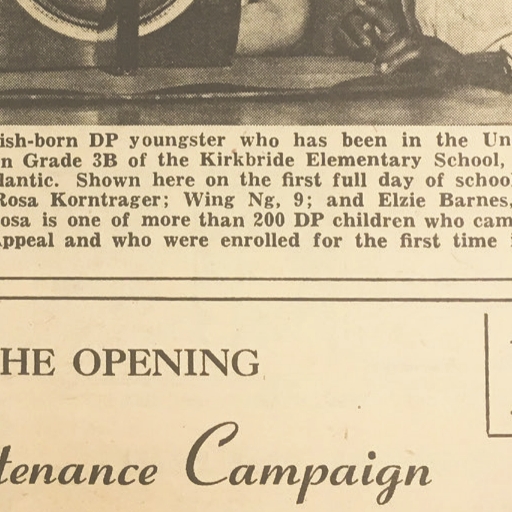 ish-born DP youngster who has been in the Un
n Grade 3B of the Kirkbride Elementary School,
lantic. Shown here on the first full day of schoo
Rosa Korntrager; Wing Ng, 9; and Elzie Barnes,
osa is one of more than 200 DP children who cam
Appeal and who were enrolled for the first time
HE OPENING
tenance Campaign